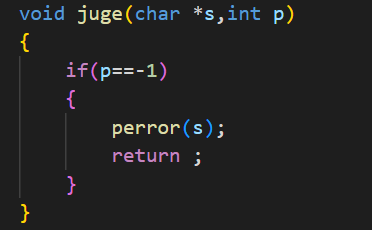 void juge(char *s,int p)
{
    if(p==-1)
    {
        perror(s);
        return ;
    }
}